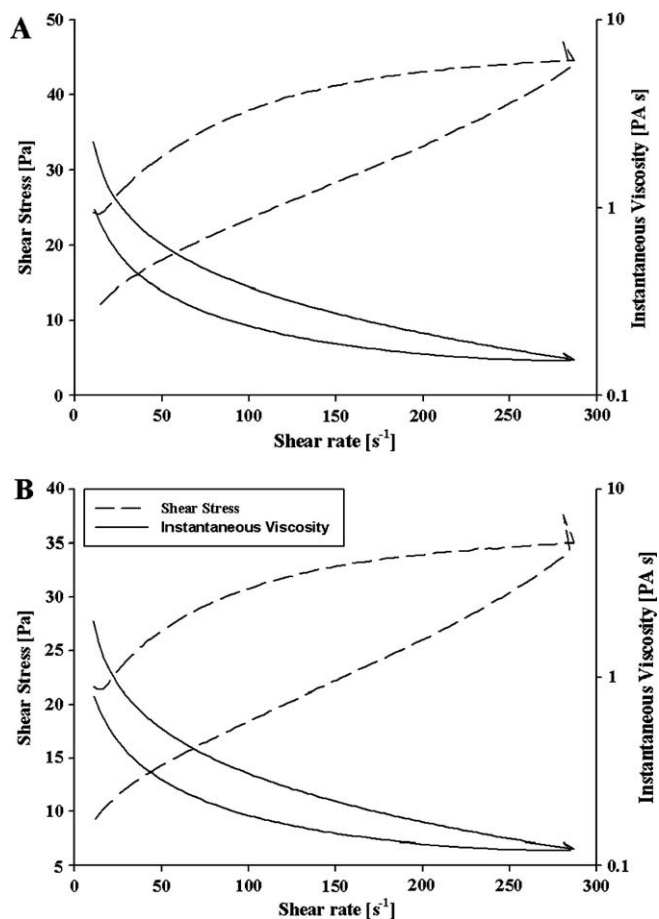 A
50
40
30
20
10
0
Shear Stress [Pa]
10
1
0.1
Instantaneous Viscosity [PA s]
0 50 100 150 200 250 300
Shear rate [s-1]
B
Shear Stress
Instantaneous Viscosity
40
35
30
25
20
15
10
5
Shear Stress [Pa]
10
1
0.1
Instantaneous Viscosity [PA s]
0 50 100 150 200 250 300
Shear rate [s-1]